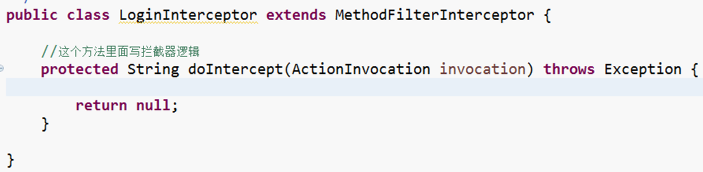 public class LoginInterceptor extends MethodFilterInterceptor {
//这个方法里面写拦截器逻辑
protected String doIntercept(ActionInvocation invocation) throws Exception {
return null;
}
}